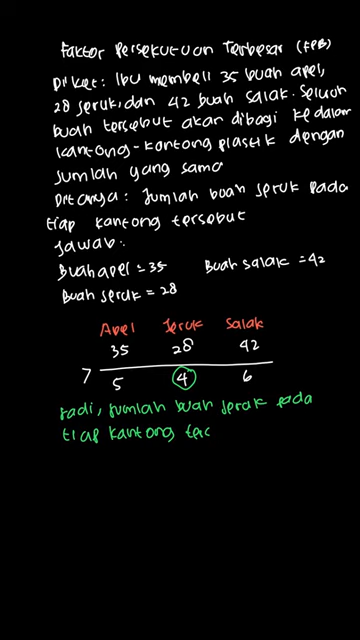 Faktor Persekutuan Terbesar (FPB)
Diket: Ibu membeli 35 buah apel,
28 jeruk, dan 42 buah salak. Seluruh
buah tersebut akan dibagi kedalam
kantong-kantong plastik dengan
jumlah yang sama
Ditanya: Jumlah buah jeruk pada
tiap kantong tersebut
Jawab:
Buah apel = 35 Buah salak = 42
Buah jeruk = 28
Apel Jeruk Salak
35 28 42
7 5 4 6
Jadi, jumlah buah jeruk pada
tiap kantong terc